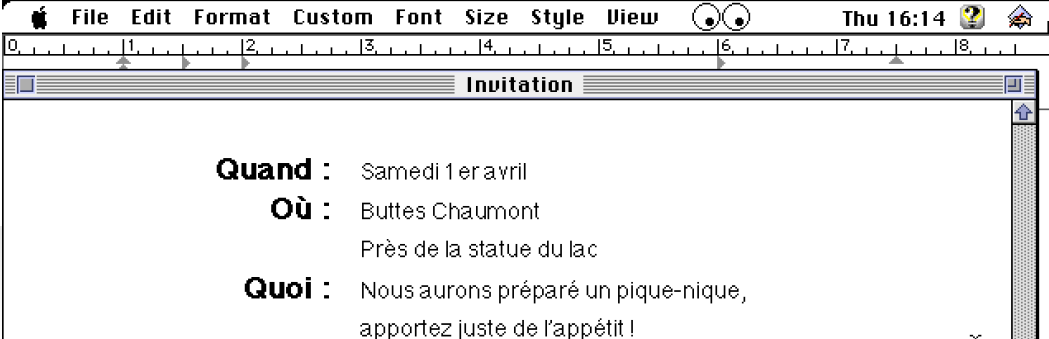 File Edit Format Custom Font Size Style View Thu 16:14
0 1 2 3 4 5 6 7 8
Invitation
Quand : Samedi 1er avril
Où : Buttes Chaumont
Près de la statue du lac
Quoi : Nous aurons préparé un pique-nique,
apportez juste de l'appétit !